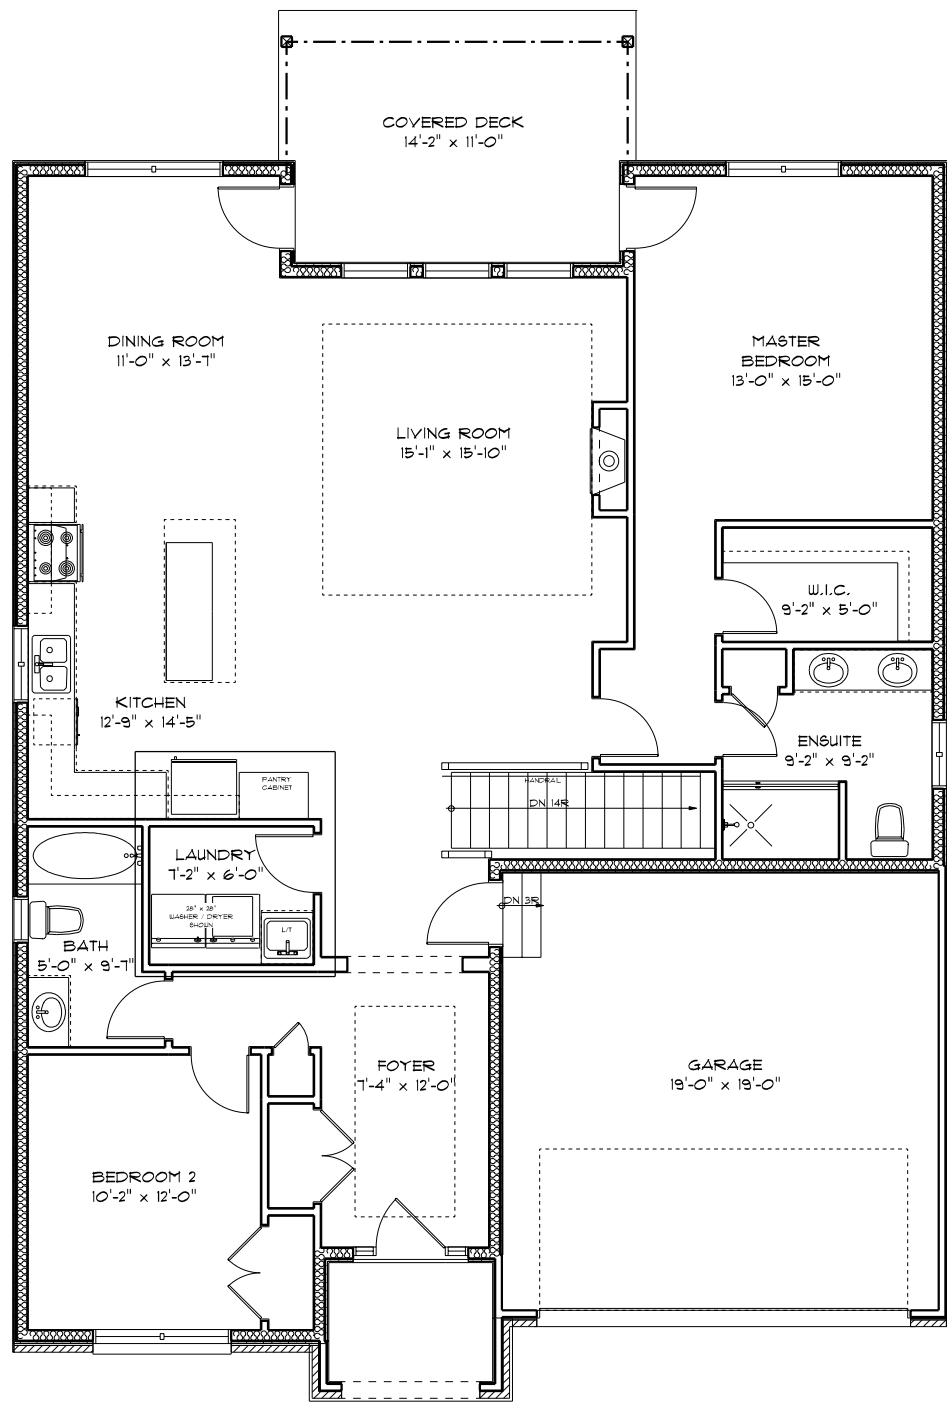 COVERED DECK
14'-2" x 11'-0"
DINING ROOM
11'-0" x 13'-7"
MASTER
BEDROOM
13'-0" x 15'-0"
LIVING ROOM
15'-1" x 15'-10"
W.I.C.
9'-2" x 5'-0"
KITCHEN
12'-9" x 14'-5"
ENSUITE
9'-2" x 9'-2"
PANTRY
CABINET
HANDRAIL
DN 14R
LAUNDRY
7'-2" x 6'-0"
28" x 28"
WASHER / DRYER
SHOWN
L/T
DN 3R
BATH
5'-0" x 9'-7"
FOYER
7'-4" x 12'-0"
GARAGE
19'-0" x 19'-0"
BEDROOM 2
10'-2" x 12'-0"